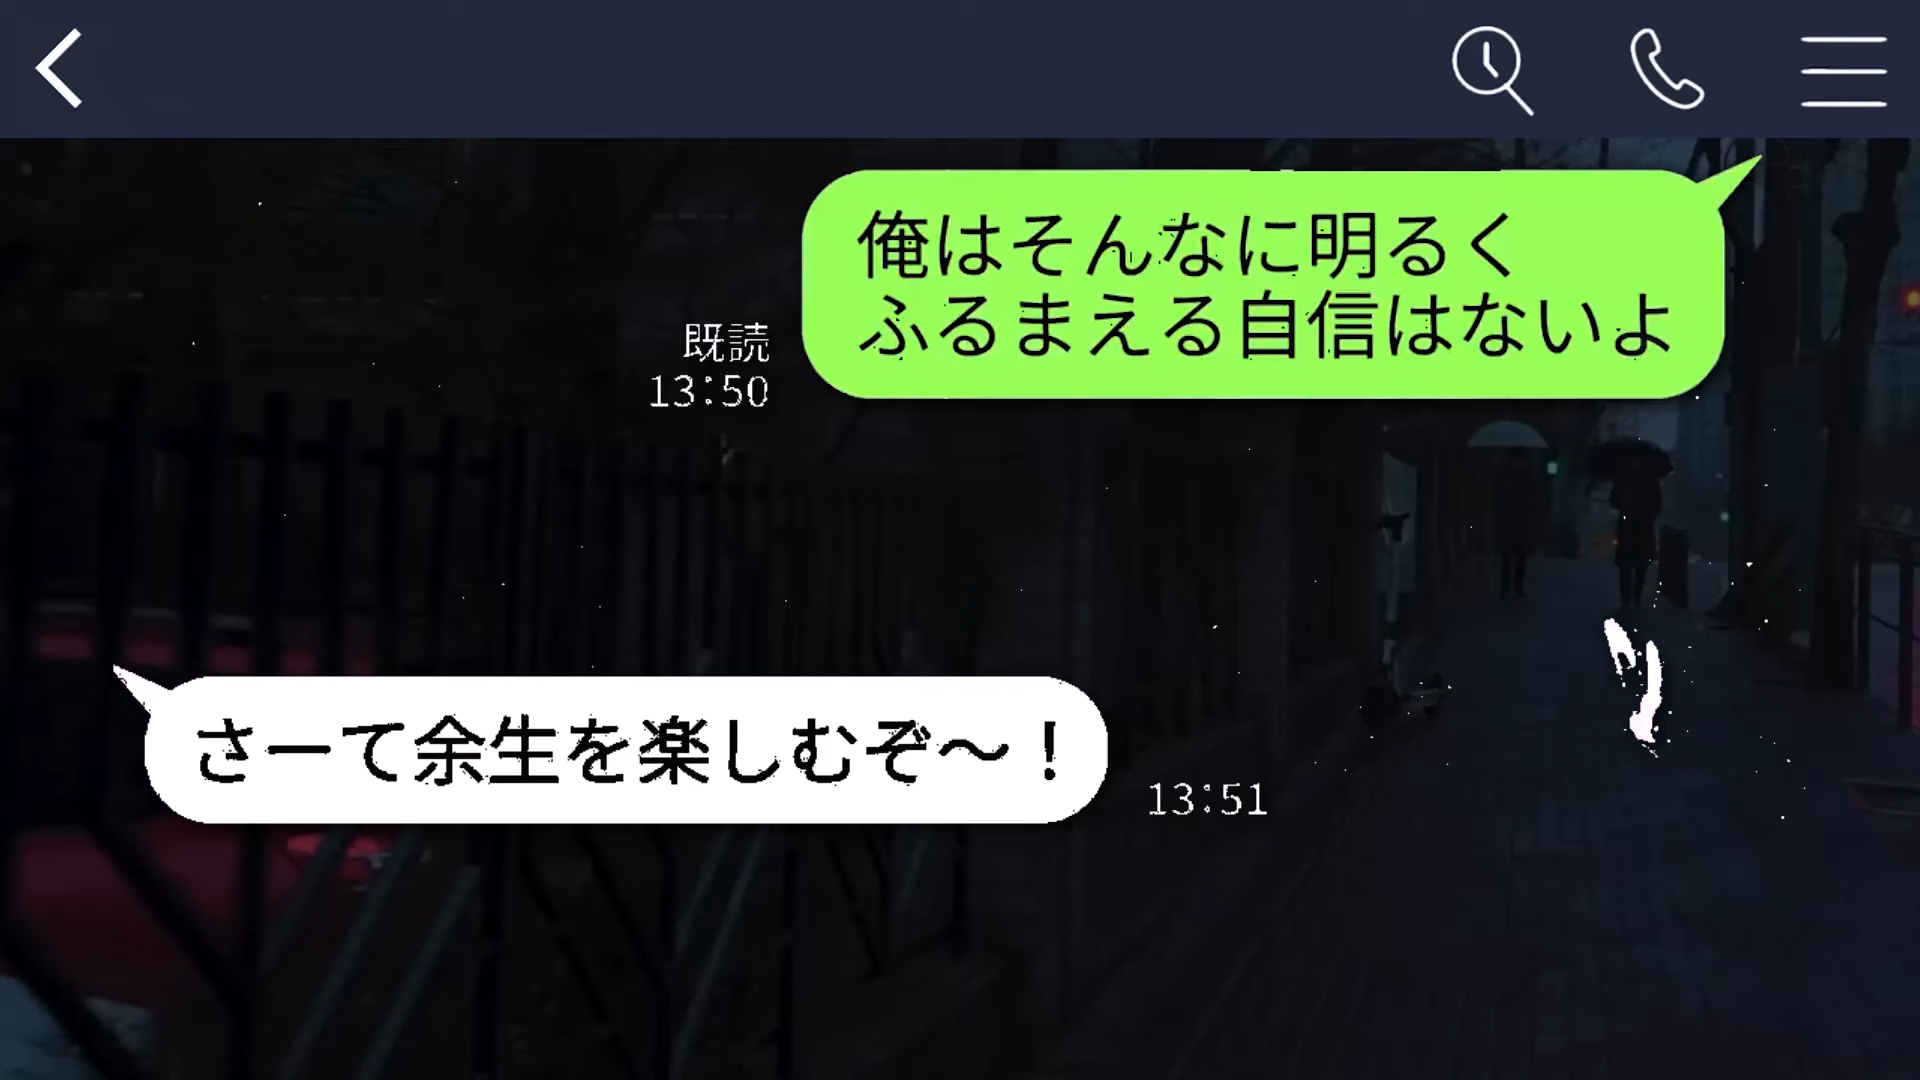 俺はそんなに明るく
ふるまえる自信はないよ
既読
13:50
さーて余生を楽しむぞ〜！
13:51